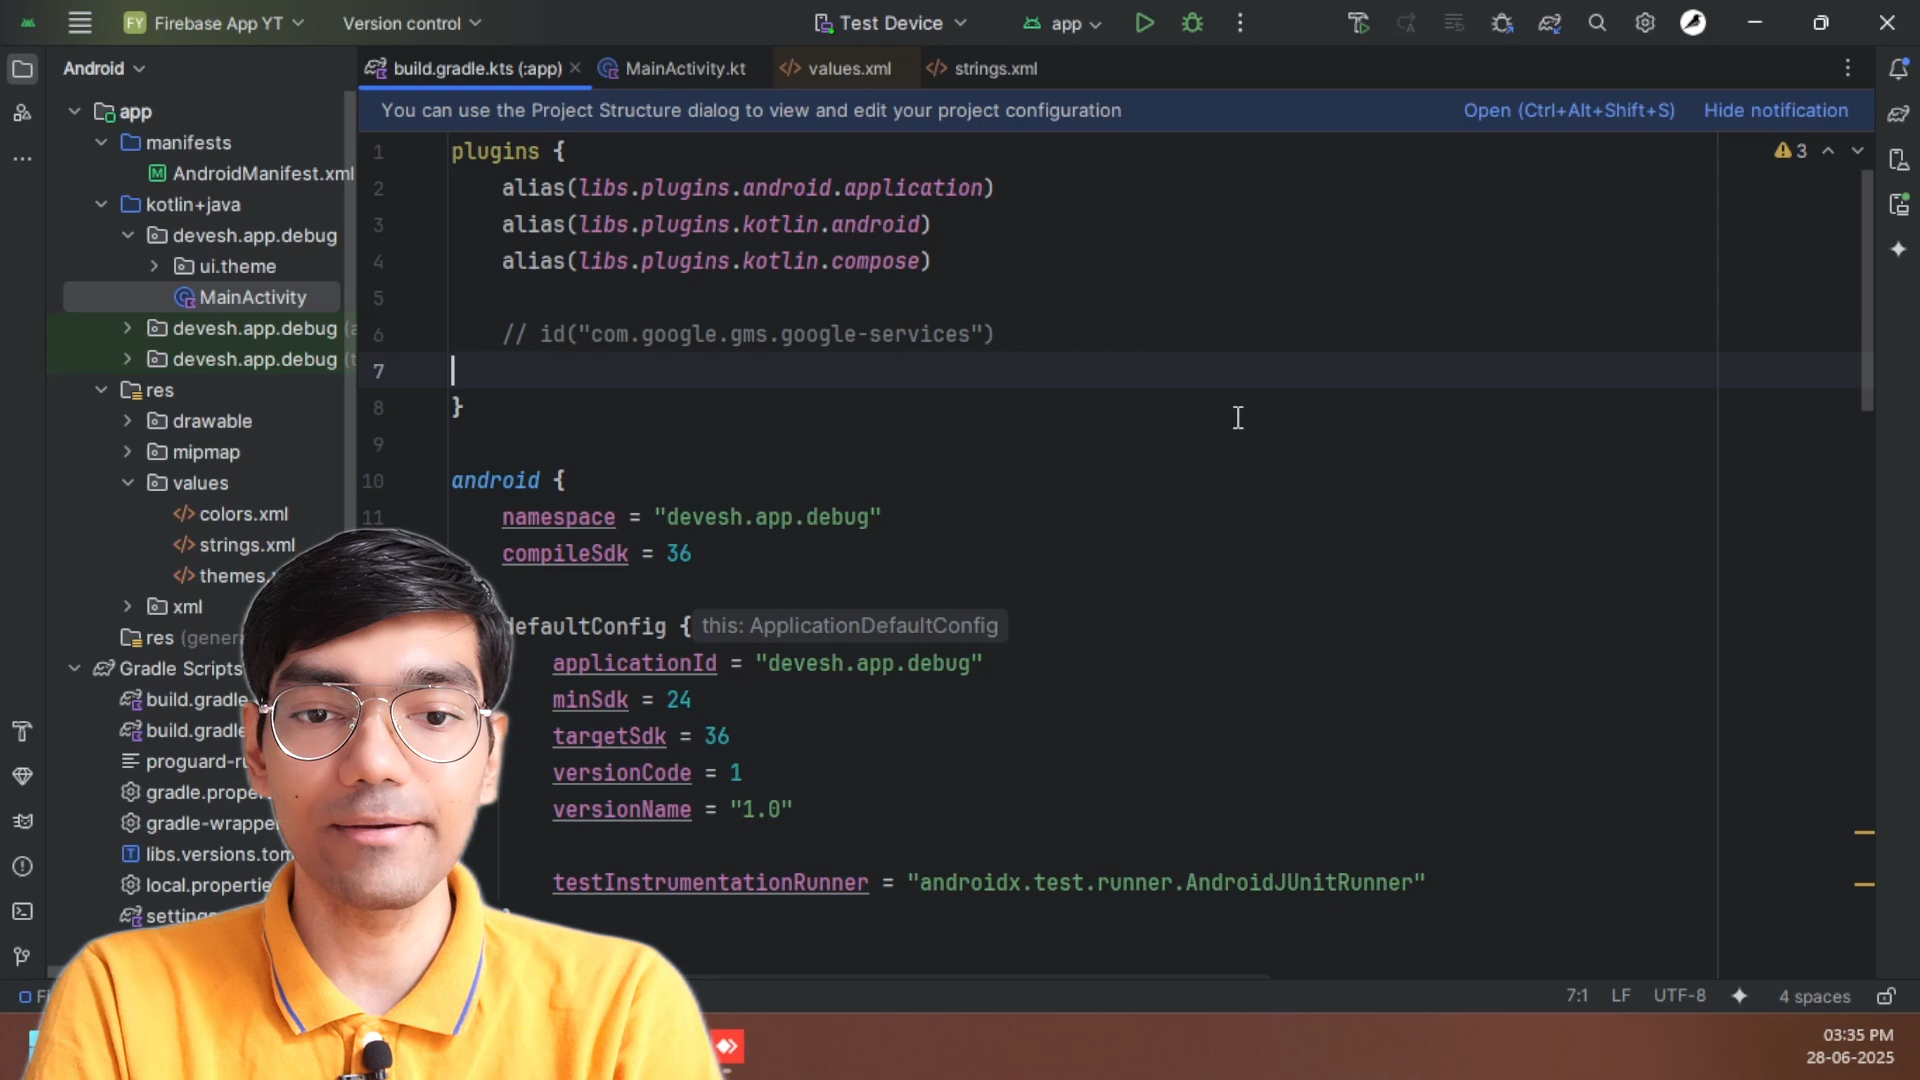 FY Firebase App YT
Version control
Test Device
app
Android
build.gradle.kts (:app)
MainActivity.kt
values.xml
strings.xml
You can use the Project Structure dialog to view and edit your project configuration
Open (Ctrl+Alt+Shift+S)
Hide notification
app
manifests
AndroidManifest.xml
kotlin+java
devesh.app.debug
ui.theme
MainActivity
devesh.app.debug (a
devesh.app.debug (t
res
drawable
mipmap
values
colors.xml
strings.xml
themes.
xml
res (genera
Gradle Scripts
build.gradle
build.gradle
proguard-ru
gradle.prope
gradle-wrappe
libs.versions.tom
local.propertie
settings
1 plugins {
2 alias(libs.plugins.android.application)
3 alias(libs.plugins.kotlin.android)
4 alias(libs.plugins.kotlin.compose)
5
6 // id("com.google.gms.google-services")
7
8 }
9
10 android {
11 namespace = "devesh.app.debug"
compileSdk = 36
defaultConfig { this: ApplicationDefaultConfig
applicationId = "devesh.app.debug"
minSdk = 24
targetSdk = 36
versionCode = 1
versionName = "1.0"
testInstrumentationRunner = "androidx.test.runner.AndroidJUnitRunner"
3
7:1
LF
UTF-8
4 spaces
03:35 PM
28-06-2025